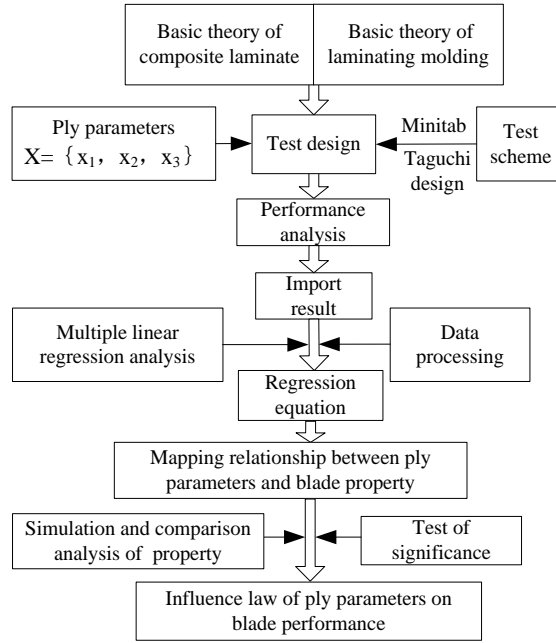 Basic theory of
composite laminate
Basic theory of
laminating molding
Ply parameters
X= {x₁, x₂, x₃}
Test design
Minitab
Taguchi
design
Test
scheme
Performance
analysis
Import
result
Multiple linear
regression analysis
Data
processing
Regression
equation
Mapping relationship between ply
parameters and blade property
Simulation and comparison
analysis of property
Test of
significance
Influence law of ply parameters on
blade performance